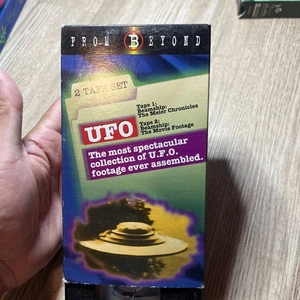 FROM BEYOND
2 TAPE SET
Tape 1:
Beamship:
The Meier Chronicles
UFO
Tape 2:
Beamship:
The Movie Footage
The most spectacular
collection of U.F.O.
footage ever assembled.